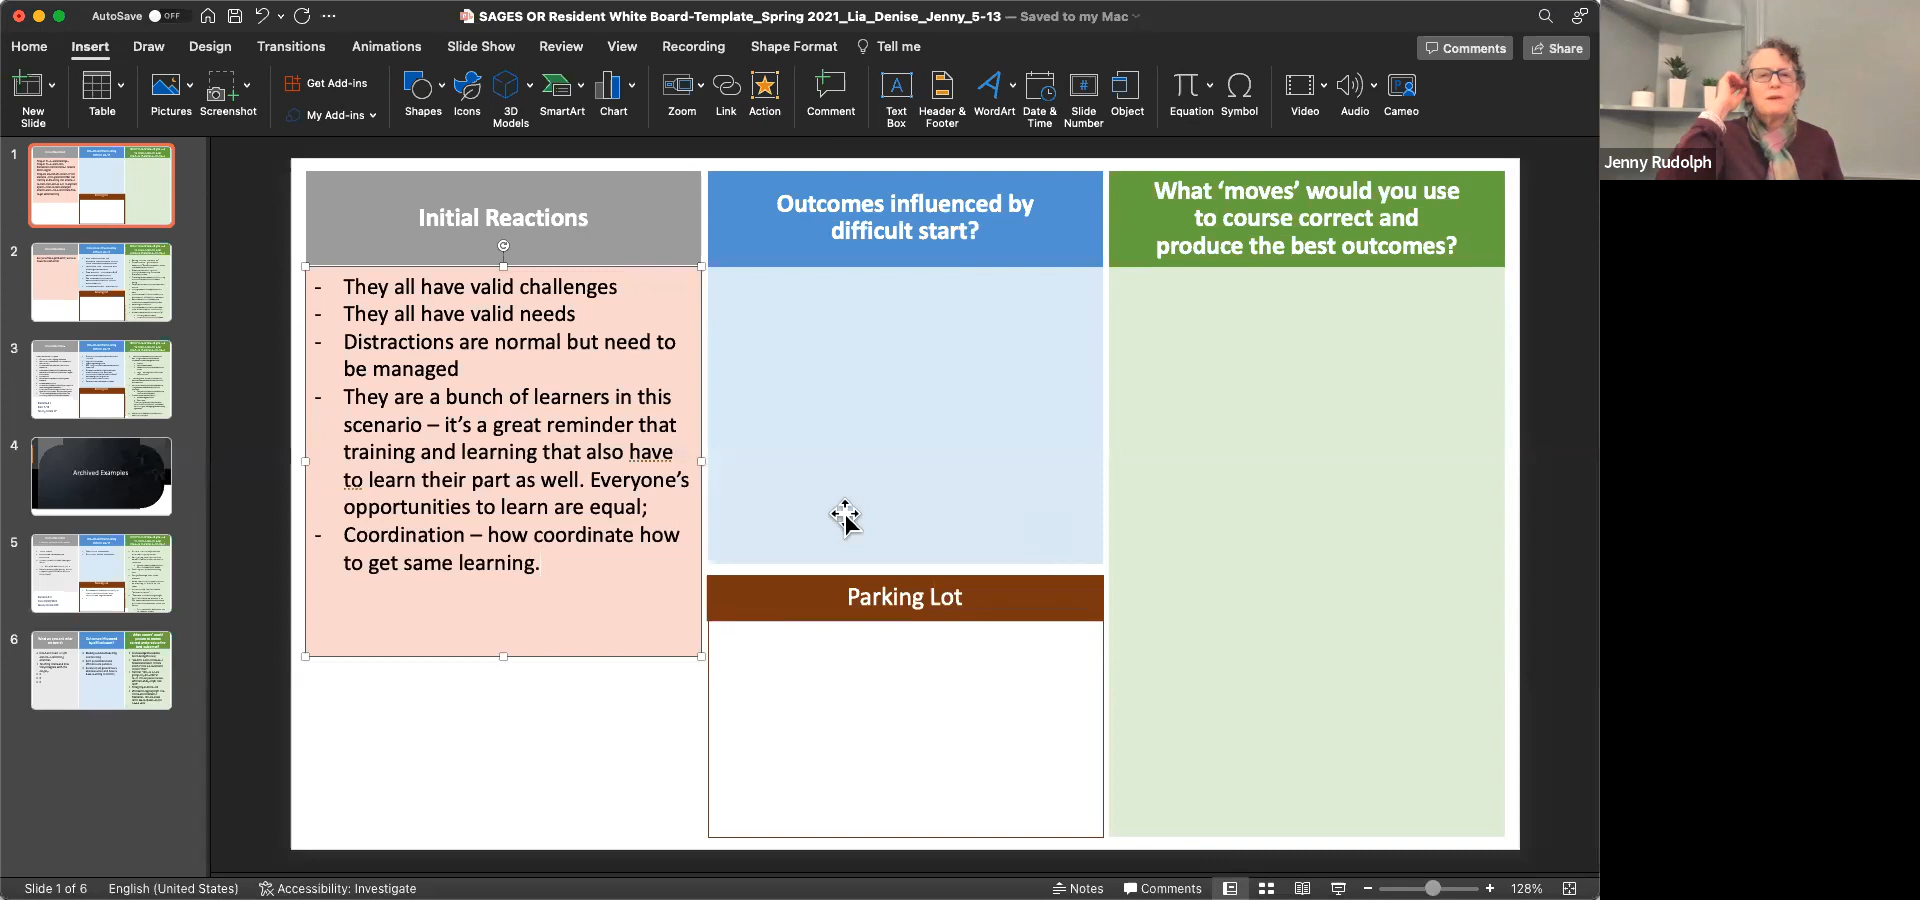 AutoSave OFF
SAGES OR Resident White Board-Template_Spring 2021_Lia_Denise_Jenny_5-13 — Saved to my Mac
Home Insert Draw Design Transitions Animations Slide Show Review View Recording Shape Format Tell me
Comments Share
New Slide
Table
Pictures
Screenshot
Get Add-ins
My Add-ins
Shapes
Icons
3D Models
SmartArt
Chart
Zoom
Link
Action
Comment
Text Box
Header & Footer
WordArt
Date & Time
Slide Number
Object
Equation
Symbol
Video
Audio
Cameo
Jenny Rudolph
1
2
3
4
Archived Examples
5
6
Initial Reactions
- They all have valid challenges
- They all have valid needs
- Distractions are normal but need to
be managed
- They are a bunch of learners in this
scenario – it’s a great reminder that
training and learning that also have
to learn their part as well. Everyone’s
opportunities to learn are equal;
- Coordination – how coordinate how
to get same learning.
Outcomes influenced by
difficult start?
Parking Lot
What ‘moves’ would you use
to course correct and
produce the best outcomes?
Slide 1 of 6 English (United States) Accessibility: Investigate
Notes Comments 128%